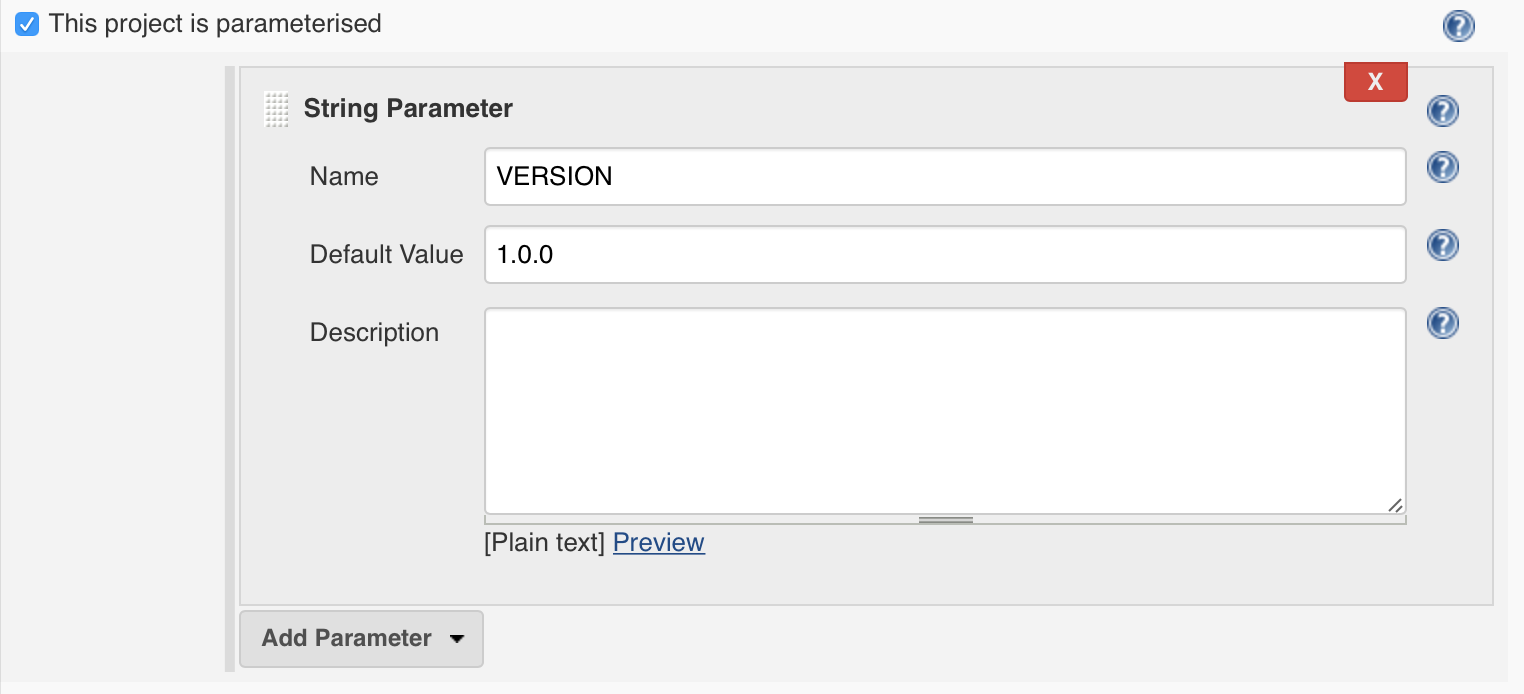 This project is parameterised
?
X
String Parameter
?
Name
VERSION
?
Default Value
1.0.0
?
Description
?
[Plain text] Preview
Add Parameter